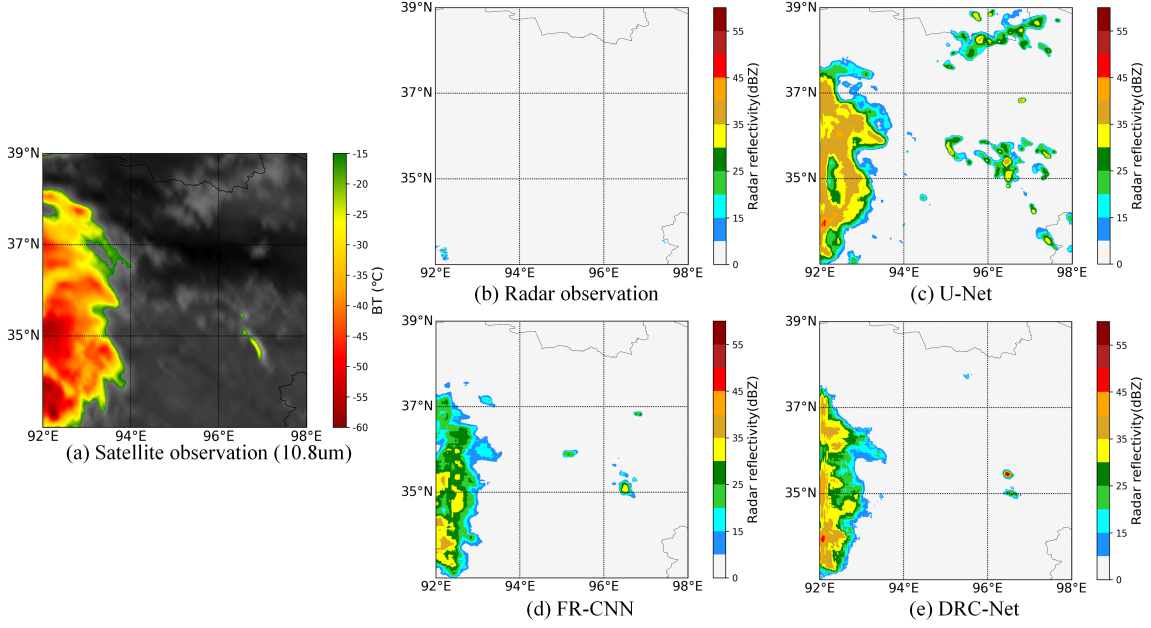 39°N
37°N
35°N
92°E 94°E 96°E 98°E
-15
-20
-25
-30
-35
-40
-45
-50
-55
-60
BT (°C)
(a) Satellite observation (10.8um)
39°N
37°N
35°N
92°E 94°E 96°E 98°E
55
45
35
25
15
0
Radar reflectivity(dBZ)
(b) Radar observation
39°N
37°N
35°N
92°E 94°E 96°E 98°E
55
45
35
25
15
0
Radar reflectivity(dBZ)
(c) U-Net
39°N
37°N
35°N
92°E 94°E 96°E 98°E
55
45
35
25
15
0
Radar reflectivity(dBZ)
(d) FR-CNN
39°N
37°N
35°N
92°E 94°E 96°E 98°E
55
45
35
25
15
0
Radar reflectivity(dBZ)
(e) DRC-Net